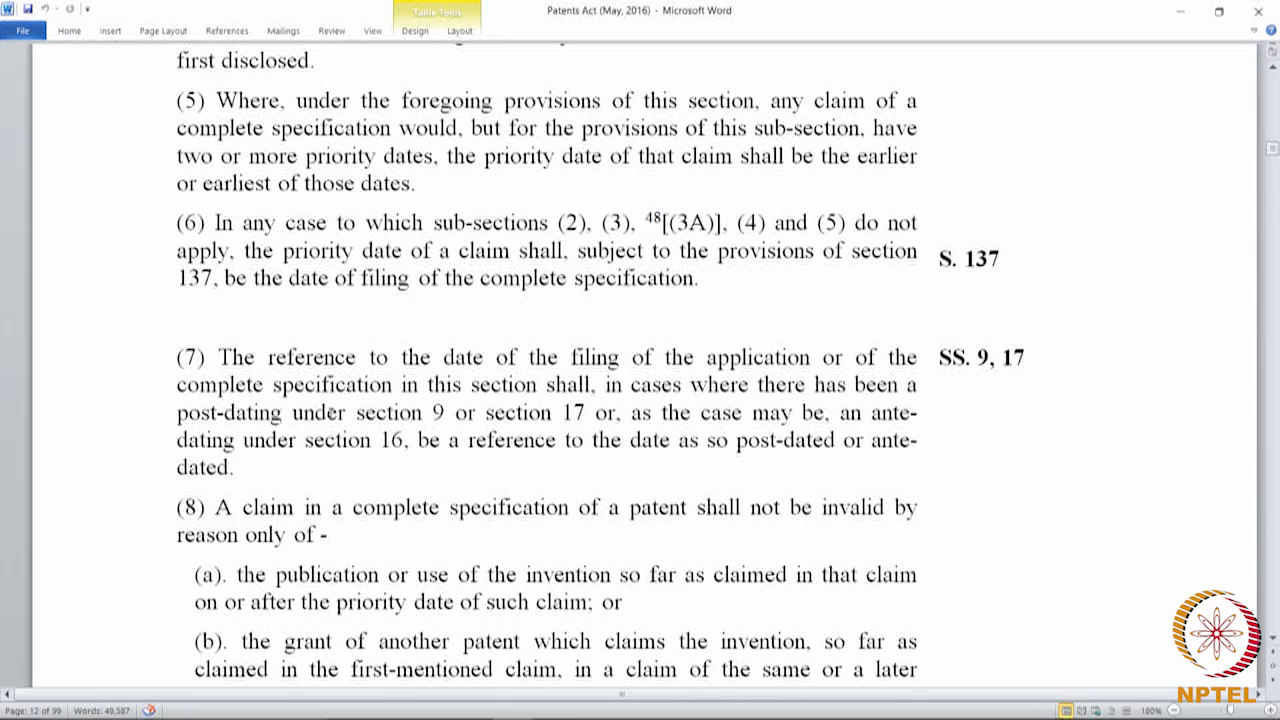 Table Tools
Patents Act (May, 2016) - Microsoft Word
File Home Insert Page Layout References Mailings Review View Design Layout
first disclosed.
(5) Where, under the foregoing provisions of this section, any claim of a
complete specification would, but for the provisions of this sub-section, have
two or more priority dates, the priority date of that claim shall be the earlier
or earliest of those dates.
(6) In any case to which sub-sections (2), (3), 48[(3A)], (4) and (5) do not
apply, the priority date of a claim shall, subject to the provisions of section
137, be the date of filing of the complete specification.
S. 137
(7) The reference to the date of the filing of the application or of the
complete specification in this section shall, in cases where there has been a
post-dating under section 9 or section 17 or, as the case may be, an ante-
dating under section 16, be a reference to the date as so post-dated or ante-
dated.
SS. 9, 17
(8) A claim in a complete specification of a patent shall not be invalid by
reason only of -
(a). the publication or use of the invention so far as claimed in that claim
on or after the priority date of such claim; or
(b). the grant of another patent which claims the invention, so far as
claimed in the first-mentioned claim, in a claim of the same or a later
NPTEL
Page: 12 of 99 Words: 49,587 100%